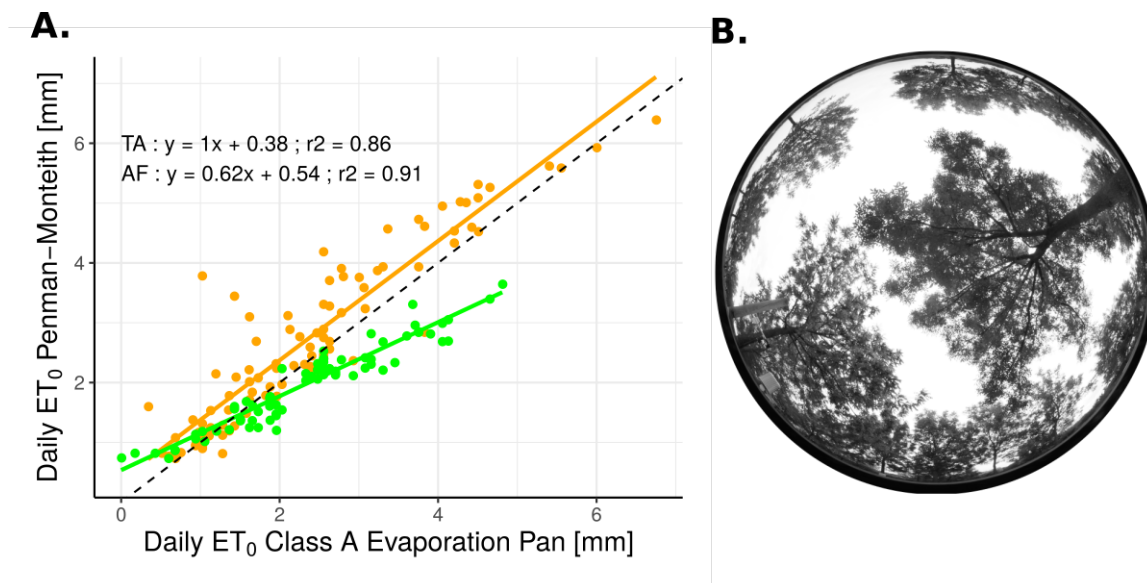 A.
B.
Daily ET₀ Penman−Monteith [mm]
TA : y = 1x + 0.38 ; r2 = 0.86
AF : y = 0.62x + 0.54 ; r2 = 0.91
6
4
2
0
2
4
6
Daily ET₀ Class A Evaporation Pan [mm]